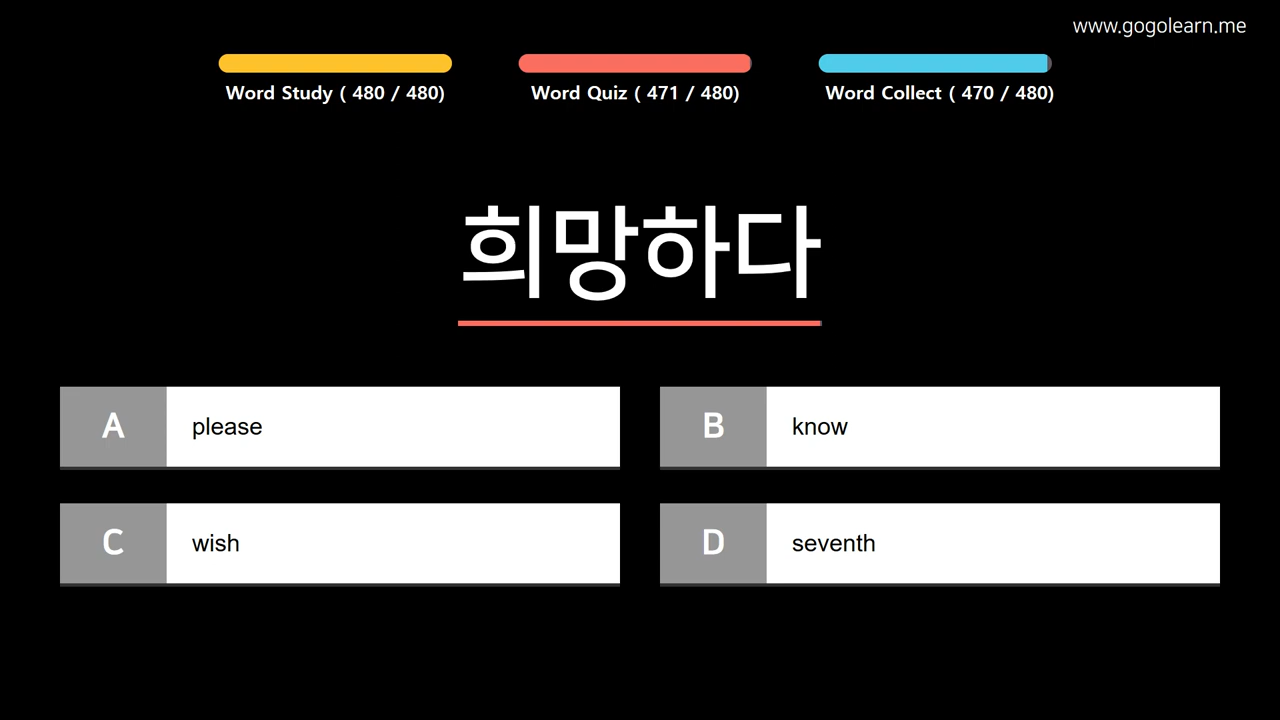 www.gogolearn.me
Word Study ( 480 / 480)
Word Quiz ( 471 / 480)
Word Collect ( 470 / 480)
희망하다
A please
B know
C wish
D seventh